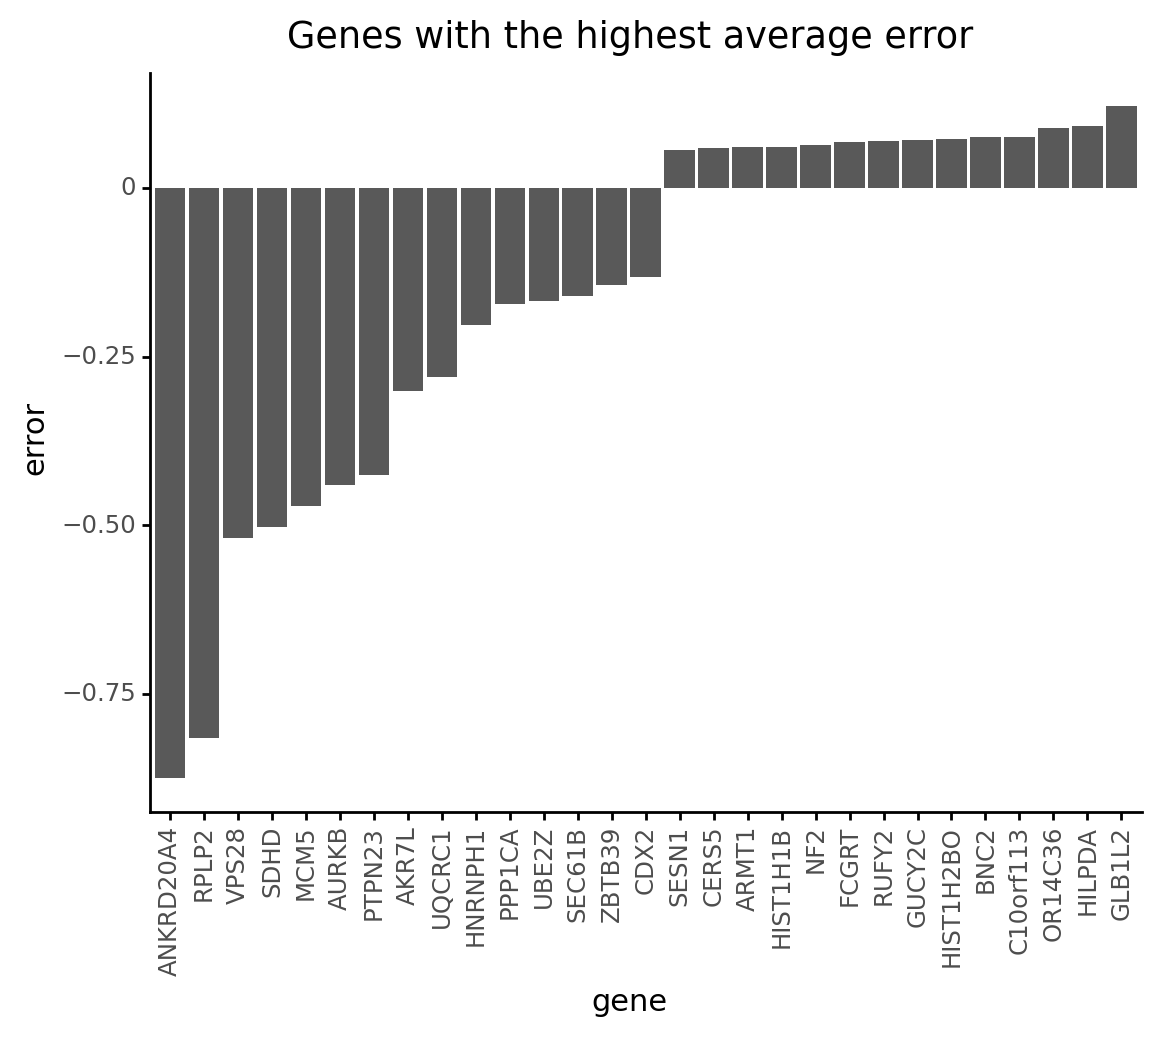 Genes with the highest average error
0
−0.25
−0.50
−0.75
error
ANKRD20A4
RPLP2
VPS28
SDHD
MCM5
AURKB
PTPN23
AKR7L
UQCRC1
HNRNPH1
PPP1CA
UBE2Z
SEC61B
ZBTB39
CDX2
SESN1
CERS5
ARMT1
HIST1H1B
NF2
FCGRT
RUFY2
GUCY2C
HIST1H2BO
BNC2
C10orf113
OR14C36
HILPDA
GLB1L2
gene